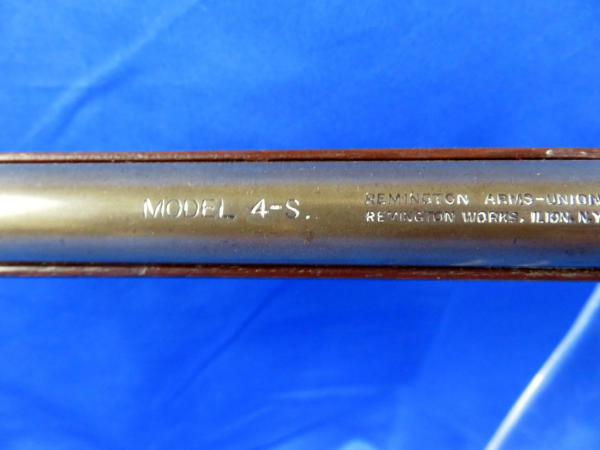 MODEL 4-S.
REMINGTON ARMS-UNION
REMINGTON WORKS, ILION, N.Y.